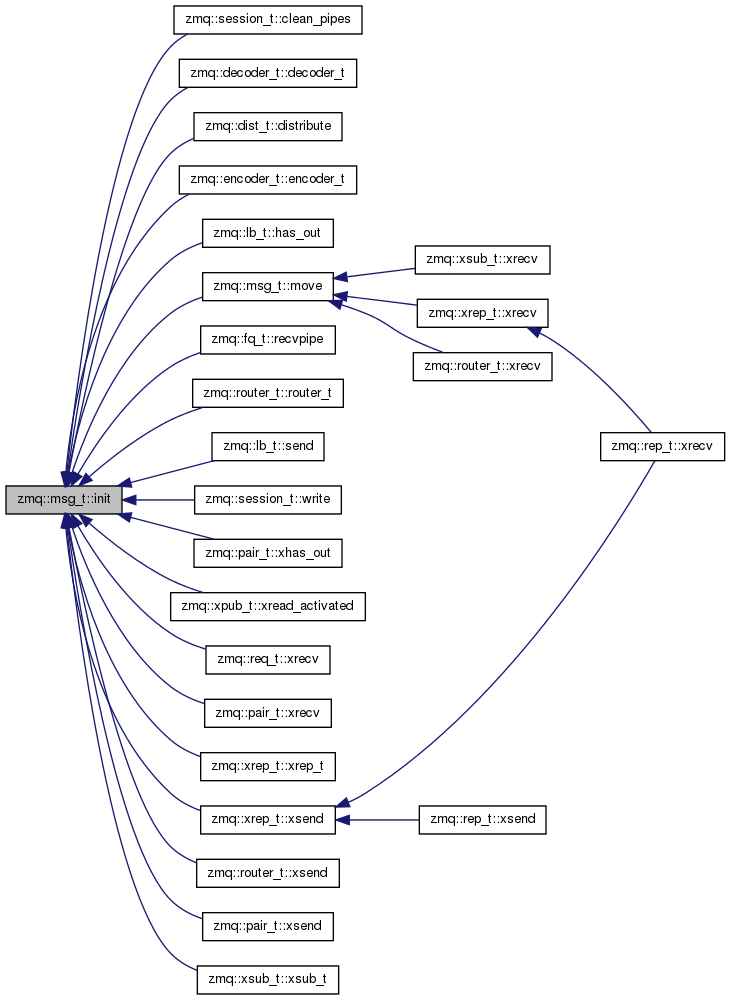 zmq::session_t::clean_pipes
zmq::decoder_t::decoder_t
zmq::dist_t::distribute
zmq::encoder_t::encoder_t
zmq::lb_t::has_out
zmq::xsub_t::xrecv
zmq::msg_t::move
zmq::xrep_t::xrecv
zmq::fq_t::recvpipe
zmq::router_t::xrecv
zmq::router_t::router_t
zmq::lb_t::send
zmq::rep_t::xrecv
zmq::msg_t::init
zmq::session_t::write
zmq::pair_t::xhas_out
zmq::xpub_t::xread_activated
zmq::req_t::xrecv
zmq::pair_t::xrecv
zmq::xrep_t::xrep_t
zmq::xrep_t::xsend
zmq::rep_t::xsend
zmq::router_t::xsend
zmq::pair_t::xsend
zmq::xsub_t::xsub_t